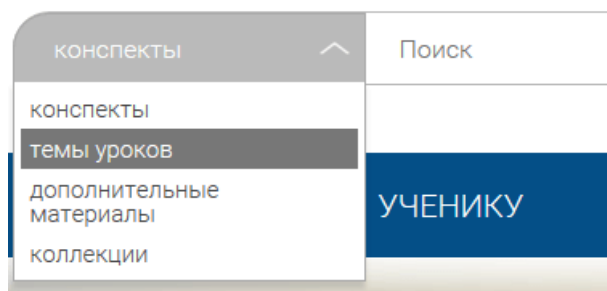 конспекты
Поиск
конспекты
темы уроков
дополнительные
материалы
коллекции
УЧЕНИКУ